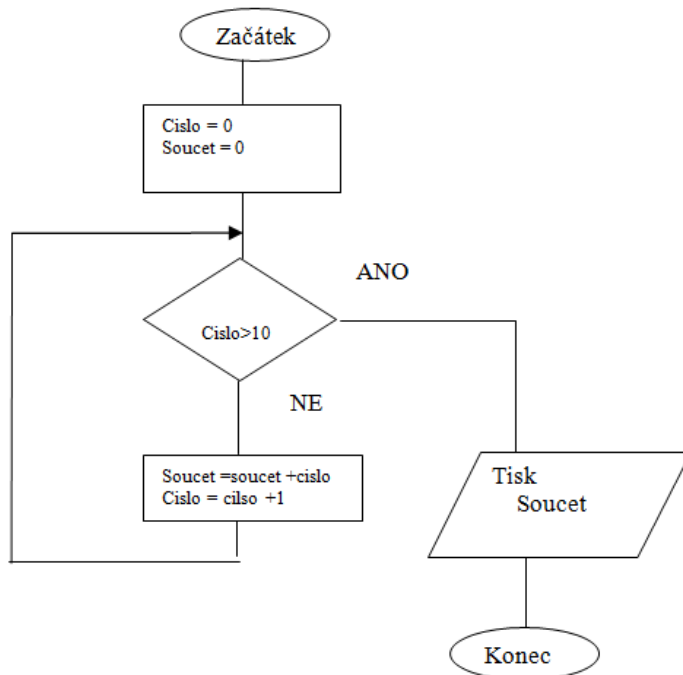 Začátek
Cislo = 0
Soucet = 0
ANO
Cislo>10
NE
Soucet =soucet +cislo
Cislo = cilso +1
Tisk
Soucet
Konec